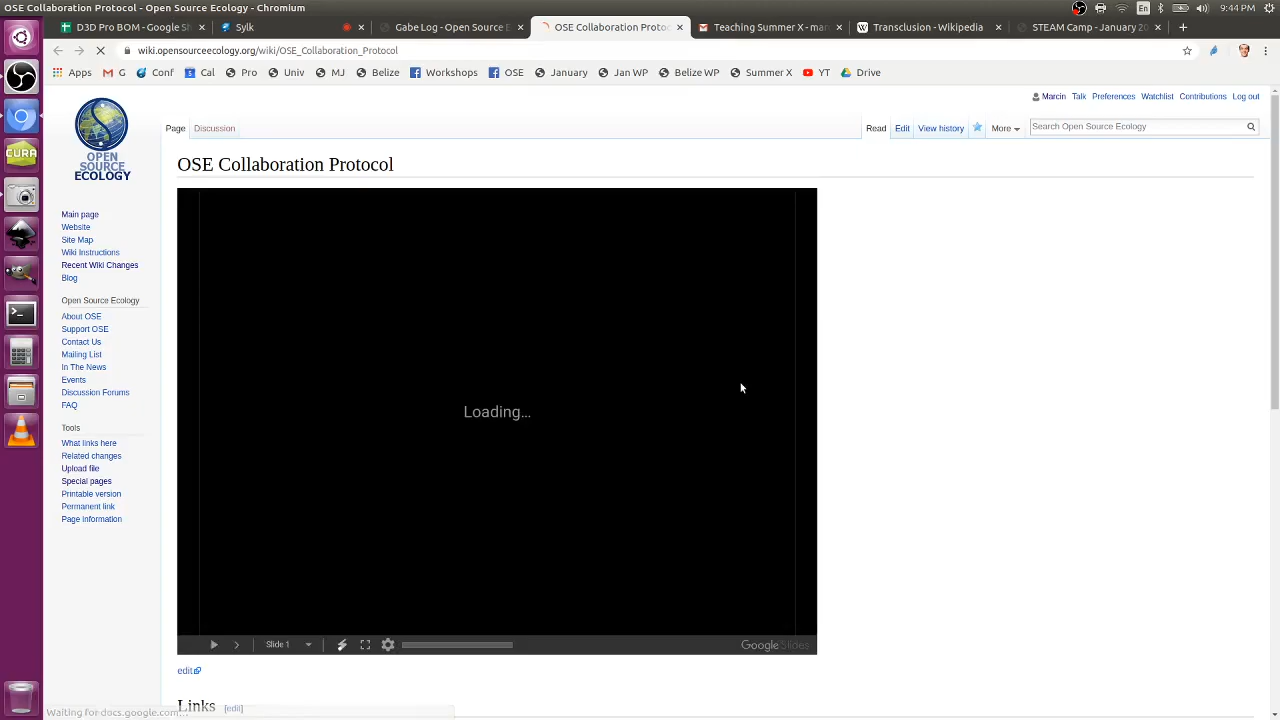 OSE Collaboration Protocol - Open Source Ecology - Chromium
En
9:44 PM
D3D Pro BOM - Google Sh
Sylk
Gabe Log - Open Source E
OSE Collaboration Protoc
Teaching Summer X - mar
Transclusion - Wikipedia
STEAM Camp - January 20
wiki.opensourceecology.org/wiki/OSE_Collaboration_Protocol
Apps
G
Conf
Cal
Pro
Univ
MJ
Belize
Workshops
OSE
January
Jan WP
Belize WP
Summer X
YT
Drive
Marcin
Talk
Preferences
Watchlist
Contributions
Log out
Page
Discussion
Read
Edit
View history
More
Search Open Source Ecology
OPEN
SOURCE
ECOLOGY
CURA
OSE Collaboration Protocol
Main page
Website
Site Map
Wiki Instructions
Recent Wiki Changes
Blog
Open Source Ecology
About OSE
Support OSE
Contact Us
Mailing List
In The News
Events
Discussion Forums
FAQ
Tools
What links here
Related changes
Upload file
Special pages
Printable version
Permanent link
Page information
Loading...
Slide 1
Google Slides
edit
Links [edit]
Waiting for docs.google.com...